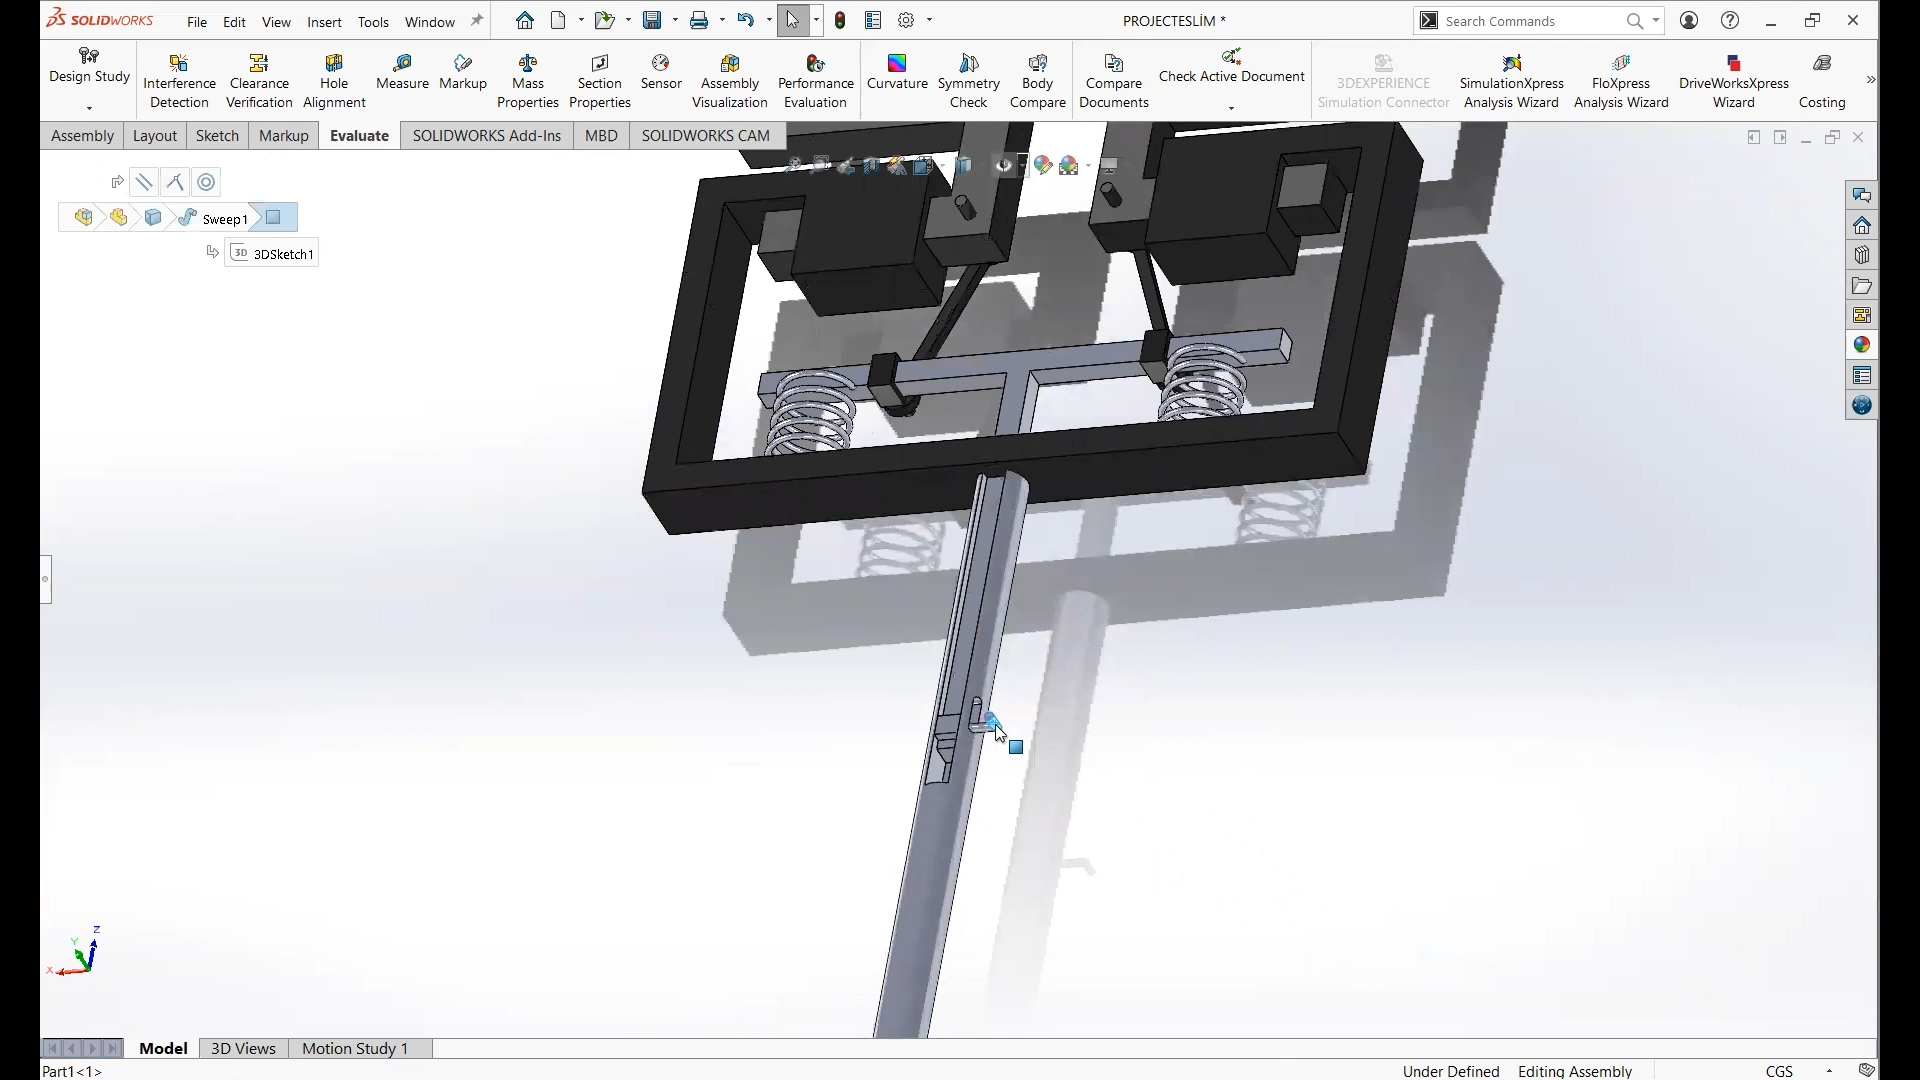 SOLIDWORKS File Edit View Insert Tools Window PROJECTESLİM * Search Commands
Design Study Interference Detection Clearance Verification Hole Alignment Measure Markup Mass Properties Section Properties Sensor Assembly Visualization Performance Evaluation Curvature Symmetry Check Body Compare Compare Documents Check Active Document 3DEXPERIENCE Simulation Connector SimulationXpress Analysis Wizard FloXpress Analysis Wizard DriveWorksXpress Wizard Costing
Assembly Layout Sketch Markup Evaluate SOLIDWORKS Add-Ins MBD SOLIDWORKS CAM
Sweep1
3D 3DSketch1
Z
Y
X
Model 3D Views Motion Study 1
Part1<1> Under Defined Editing Assembly CGS